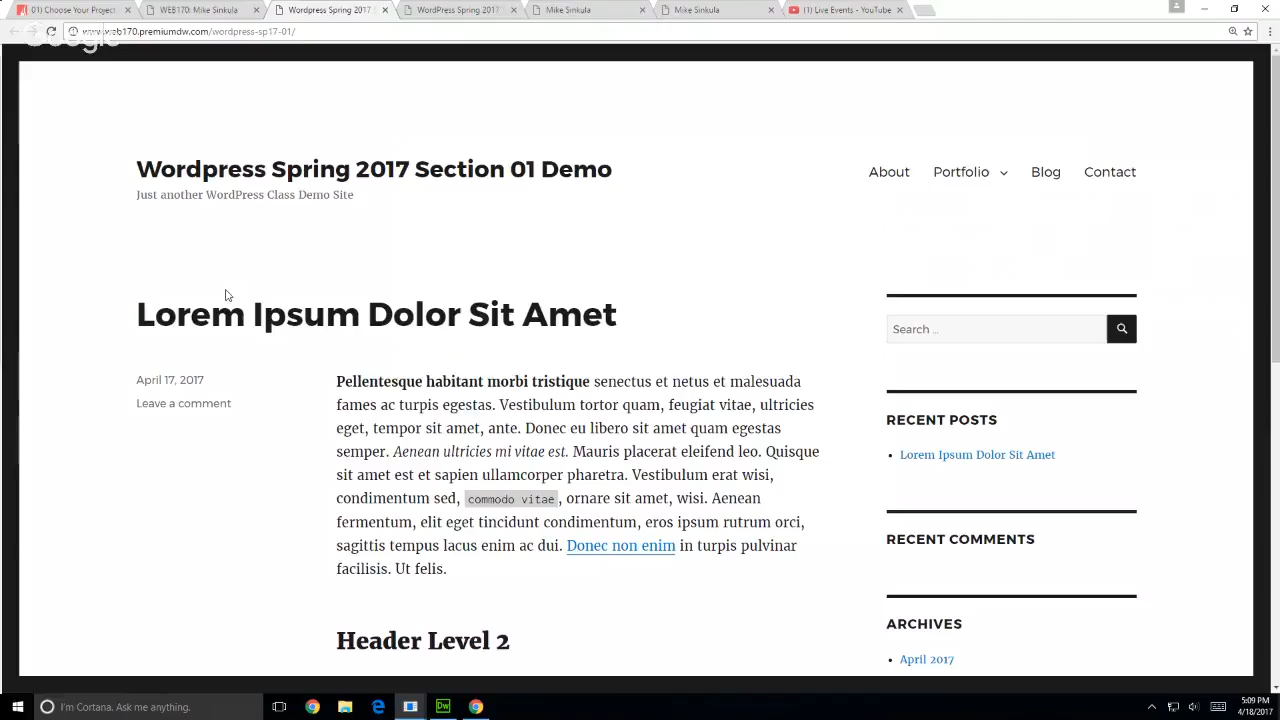 01) Choose Your Project
WEB170: Mike Sinkula
Wordpress Spring 2017 S
WordPress Spring 2017:
Mike Sinkula
Mike Sinkula
(1) Live Events - YouTube
web170.premiumdw.com/wordpress-sp17-01/
Google
Wordpress Spring 2017 Section 01 Demo
Just another WordPress Class Demo Site
About
Portfolio
Blog
Contact
Lorem Ipsum Dolor Sit Amet
April 17, 2017
Leave a comment
Pellentesque habitant morbi tristique senectus et netus et malesuada
fames ac turpis egestas. Vestibulum tortor quam, feugiat vitae, ultricies
eget, tempor sit amet, ante. Donec eu libero sit amet quam egestas
semper. Aenean ultricies mi vitae est. Mauris placerat eleifend leo. Quisque
sit amet est et sapien ullamcorper pharetra. Vestibulum erat wisi,
condimentum sed, commodo vitae, ornare sit amet, wisi. Aenean
fermentum, elit eget tincidunt condimentum, eros ipsum rutrum orci,
sagittis tempus lacus enim ac dui. Donec non enim in turpis pulvinar
facilisis. Ut felis.
Header Level 2
Search …
RECENT POSTS
Lorem Ipsum Dolor Sit Amet
RECENT COMMENTS
ARCHIVES
April 2017
I'm Cortana. Ask me anything.
Dw
5:09 PM
4/18/2017